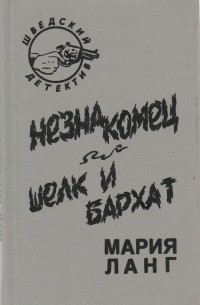 ШВЕДСКИЙ
ДЕТЕКТИВ
НЕЗНАКОМЕЦ
ШЕЛК И
БАРХАТ
МАРИЯ
ЛАНГ